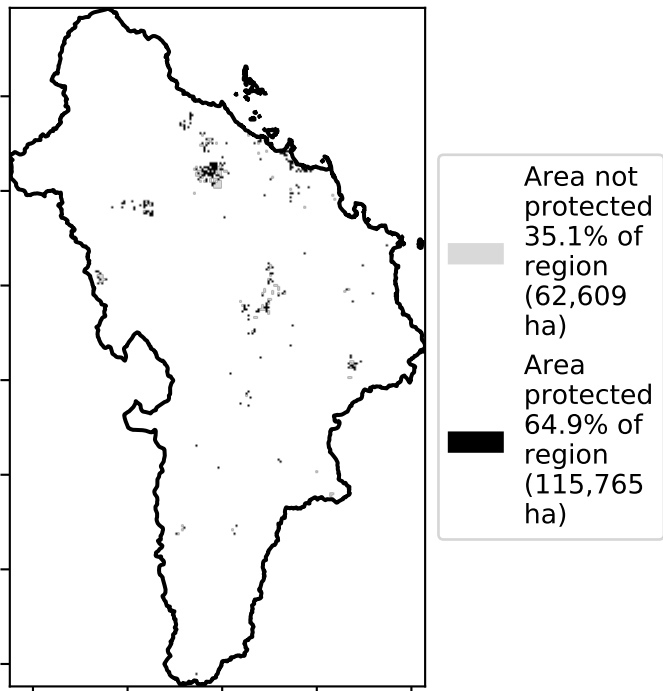 Area not
protected
35.1% of
region
(62,609
ha)
Area
protected
64.9% of
region
(115,765
ha)